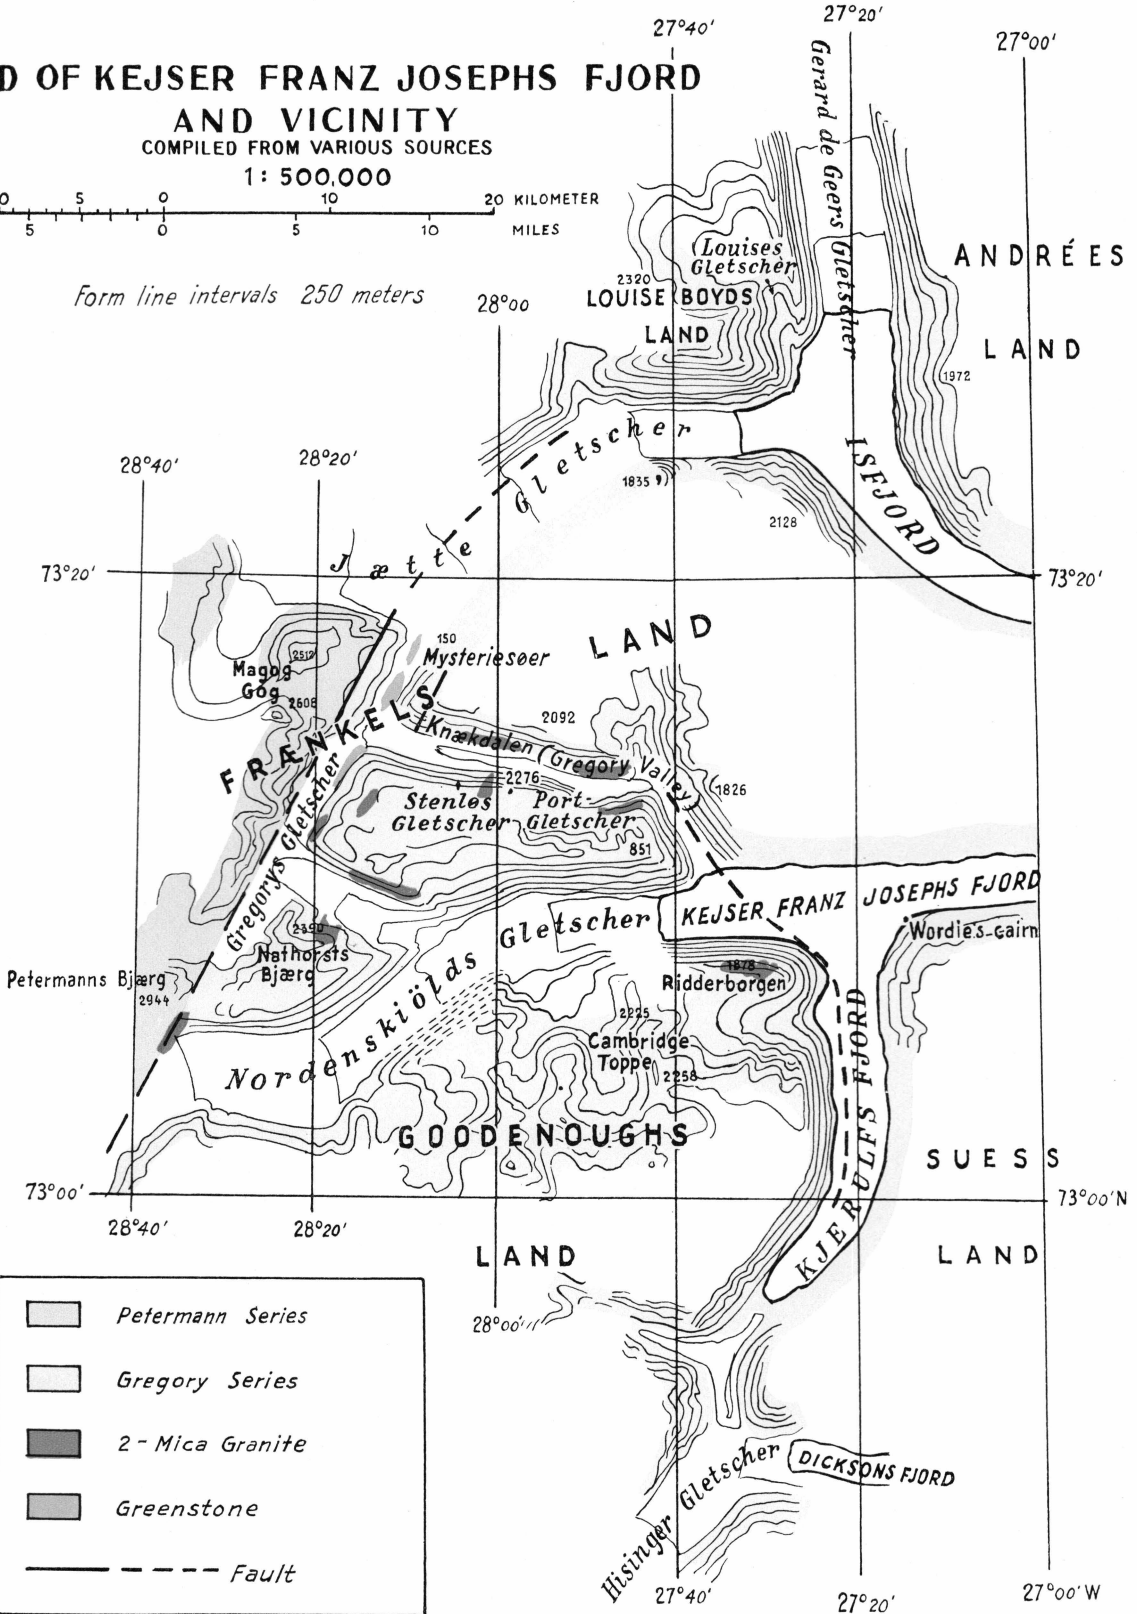 D OF KEJSER FRANZ JOSEPHS FJORD
AND VICINITY
COMPILED FROM VARIOUS SOURCES
1: 500,000
0 5 0 10 20 KILOMETER
5 0 5 10 MILES
Form line intervals 250 meters
27°40'
27°20'
27°00'
Gerard de Geers Gletscher
(Louises
Gletscher
2320
LOUISE BOYDS
LAND
ANDRÉES
LAND
1972
28°00
28°40'
28°20'
Jætte Gletscher
1835
2128
ISFJORD
73°20'
73°20'
150
Mysteriesøer
LAND
2512
Magog
Gog
2608
FRÆNKELS
2092
Knækdalen (Gregory Valley)
1826
2276
Stenløs
Gletscher
Port-
Gletscher
851
Gregorys Gletscher
KEJSER FRANZ JOSEPHS FJORD
Wordie's-cairn
2390
Nathorsts
Bjærg
Petermanns Bjærg
2944
Nordenskiölds Gletscher
1878
Ridderborgen
2225
Cambridge
Toppe
2258
KJERULFS FJORD
GOODENOUGHS
LAND
SUESS
LAND
73°00'
73°00'N
28°40'
28°20'
28°00'
Petermann Series
Gregory Series
2-Mica Granite
Greenstone
Fault
Hisinger Gletscher
DICKSONS FJORD
27°40'
27°20'
27°00'W